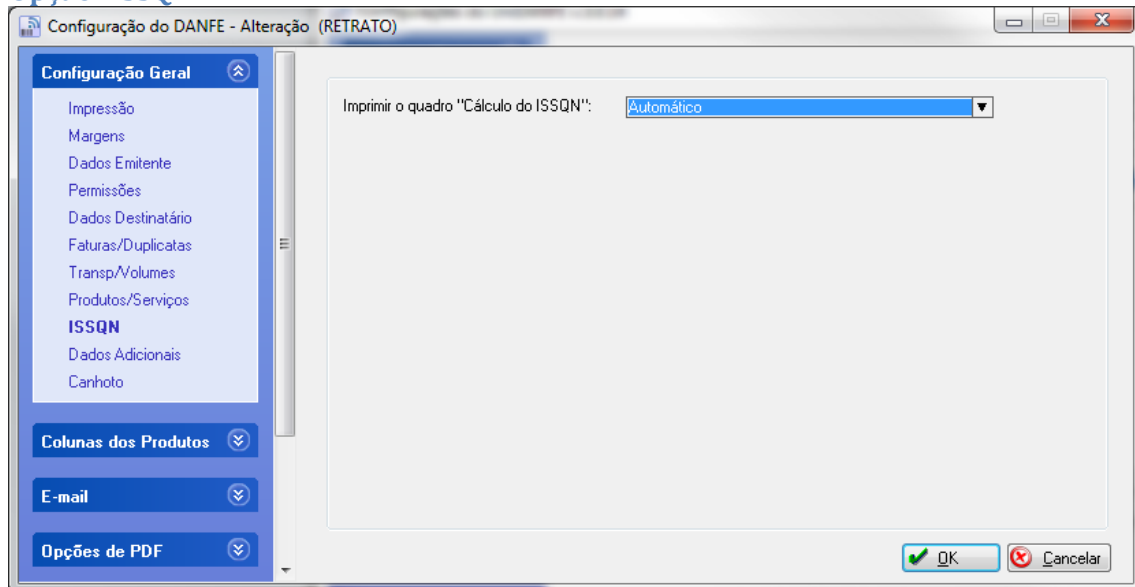 Configuração do DANFE - Alteração (RETRATO)
Configuração Geral
Impressão
Margens
Dados Emitente
Permissões
Dados Destinatário
Faturas/Duplicatas
Transp/Volumes
Produtos/Serviços
ISSQN
Dados Adicionais
Canhoto
Colunas dos Produtos
E-mail
Opções de PDF
Imprimir o quadro "Cálculo do ISSQN": Automático
OK Cancelar